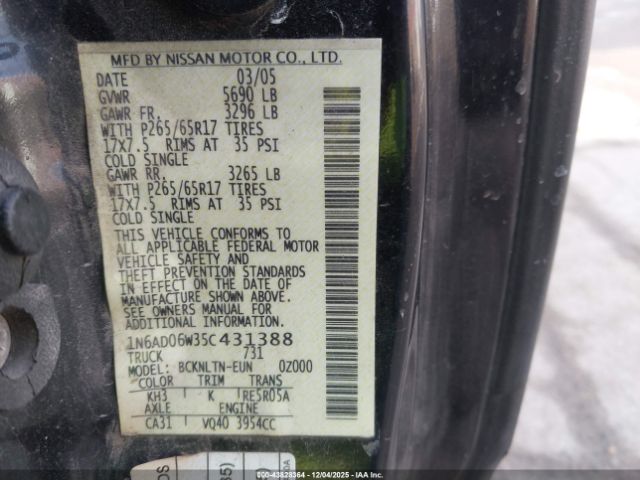 MFD BY NISSAN MOTOR CO., LTD.
DATE 03/05
GVWR 5690 LB
GAWR FR. 3296 LB
WITH P265/65R17 TIRES
17X7.5 RIMS AT 35 PSI
COLD SINGLE
GAWR RR. 3265 LB
WITH P265/65R17 TIRES
17X7.5 RIMS AT 35 PSI
COLD SINGLE
THIS VEHICLE CONFORMS TO
ALL APPLICABLE FEDERAL MOTOR
VEHICLE SAFETY AND
THEFT PREVENTION STANDARDS
IN EFFECT ON THE DATE OF
MANUFACTURE SHOWN ABOVE.
SEE OWNERS MANUAL FOR
ADDITIONAL INFORMATION.
1N6AD06W35C431388
TRUCK 731
MODEL: BCKNLTN-EUN 0Z000
COLOR TRIM TRANS
KH3 K RE5R05A
AXLE ENGINE
CA31 VQ40 3954CC
000-43828364 - 12/04/2025 - IAAI.COM